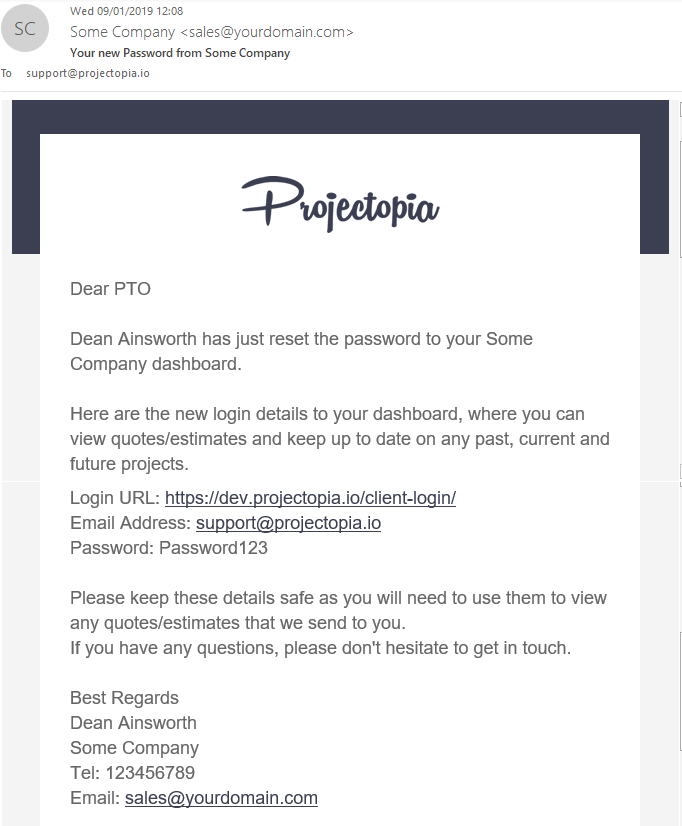 SC
Wed 09/01/2019 12:08
Some Company <sales@yourdomain.com>
Your new Password from Some Company
To support@projectopia.io
Projectopia
Dear PTO
Dean Ainsworth has just reset the password to your Some
Company dashboard.
Here are the new login details to your dashboard, where you can
view quotes/estimates and keep up to date on any past, current and
future projects.
Login URL: https://dev.projectopia.io/client-login/
Email Address: support@projectopia.io
Password: Password123
Please keep these details safe as you will need to use them to view
any quotes/estimates that we send to you.
If you have any questions, please don't hesitate to get in touch.
Best Regards
Dean Ainsworth
Some Company
Tel: 123456789
Email: sales@yourdomain.com